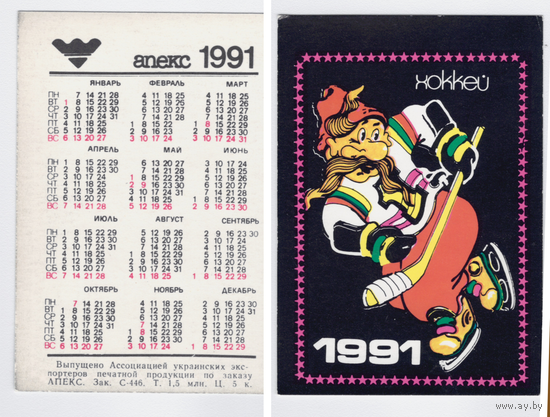 апекс 1991
ЯНВАРЬ ФЕВРАЛЬ МАРТ
ПН 7 14 21 28 4 11 18 25 4 11 18 25
ВТ 1 8 15 22 29 5 12 19 26 5 12 19 26
СР 2 9 16 23 30 6 13 20 27 6 13 20 27
ЧТ 3 10 17 24 31 7 14 21 28 7 14 21 28
ПТ 4 11 18 25 1 8 15 22 1 8 15 22 29
СБ 5 12 19 26 2 9 16 23 2 9 16 23 30
ВС 6 13 20 27 3 10 17 24 3 10 17 24 31
АПРЕЛЬ МАЙ ИЮНЬ
ПН 1 8 15 22 29 6 13 20 27 3 10 17 24
ВТ 2 9 16 23 30 7 14 21 28 4 11 18 25
СР 3 10 17 24 1 8 15 22 29 5 12 19 26
ЧТ 4 11 18 25 2 9 16 23 30 6 13 20 27
ПТ 5 12 19 26 3 10 17 24 31 7 14 21 28
СБ 6 13 20 27 4 11 18 25 1 8 15 22 29
ВС 7 14 21 28 5 12 19 26 2 9 16 23 30
ИЮЛЬ АВГУСТ СЕНТЯБРЬ
ПН 1 8 15 22 29 5 12 19 26 2 9 16 23 30
ВТ 2 9 16 23 30 6 13 20 27 3 10 17 24
СР 3 10 17 24 31 7 14 21 28 4 11 18 25
ЧТ 4 11 18 25 1 8 15 22 29 5 12 19 26
ПТ 5 12 19 26 2 9 16 23 30 6 13 20 27
СБ 6 13 20 27 3 10 17 24 31 7 14 21 28
ВС 7 14 21 28 4 11 18 25 1 8 15 22 29
ОКТЯБРЬ НОЯБРЬ ДЕКАБРЬ
ПН 7 14 21 28 4 11 18 25 2 9 16 23 30
ВТ 1 8 15 22 29 5 12 19 26 3 10 17 24 31
СР 2 9 16 23 30 6 13 20 27 4 11 18 25
ЧТ 3 10 17 24 31 7 14 21 28 5 12 19 26
ПТ 4 11 18 25 1 8 15 22 29 6 13 20 27
СБ 5 12 19 26 2 9 16 23 30 7 14 21 28
ВС 6 13 20 27 3 10 17 24 1 8 15 22 29
Выпущено Ассоциацией украинских экс-
портеров печатной продукции по заказу
АПЕКС. Зак. С-446. Т. 1,5 млн. Ц. 5 к.
хоккей
1991
www.ay.by